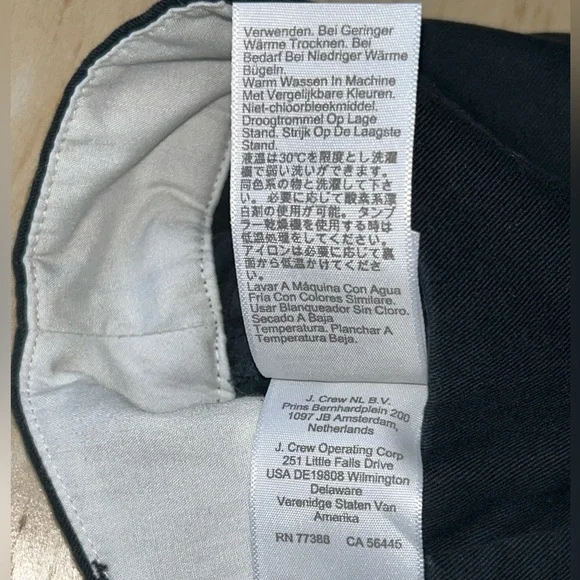 Verwenden. Bei Geringer
Wärme Trocknen. Bei
Bedarf Bei Niedriger Wärme
Bügeln.
Warm Wassen In Machine
Met Vergelijkbare Kleuren.
Niet-chloorbleekmiddel.
Droogtrommel Op Lage
Stand. Strijk Op De Laagste
Stand.
液温は30℃を限度とし洗濯
機で弱い洗いができます。
同色系の物と洗濯して下さ
い。必要に応じて酸素系漂
白剤の使用が可能。タンブ
ラー乾燥機を使用する時は
低温処理をしてください。
アイロンは必要に応じて裏
面から低温かけてくださ
い。
Lavar A Máquina Con Agua
Fría Con Colores Similare.
Usar Blanqueador Sin Cloro.
Secado A Baja
Temperatura. Planchar A
Temperatura Baja.
J. Crew NL B.V.
Prins Bernhardplein 200
1097 JB Amsterdam,
Netherlands
J. Crew Operating Corp
251 Little Falls Drive
USA DE19808 Wilmington
Delaware
Verenidge Staten Van
Amerika
RN 77388 CA 56445